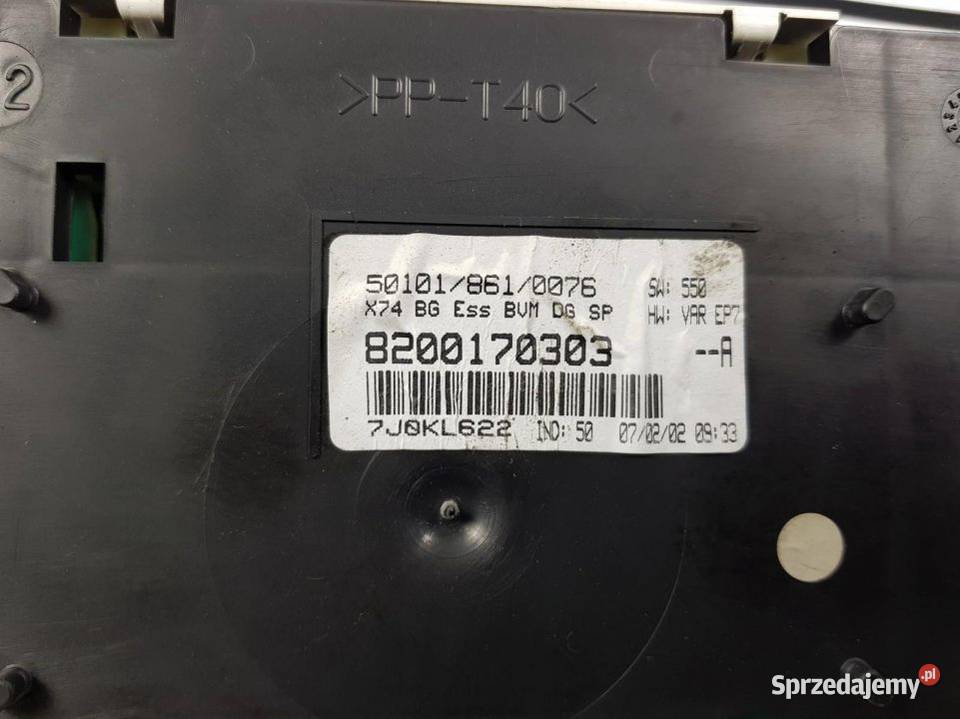 2
>PP-T40<
50101/861/0076 SW: 550
X74 BG Ess BVM DG SP HW: VAR EP7
8200170303 --A
7J0KL622 IND: 50 07/02/02 09:33
Sprzedajemy.pl